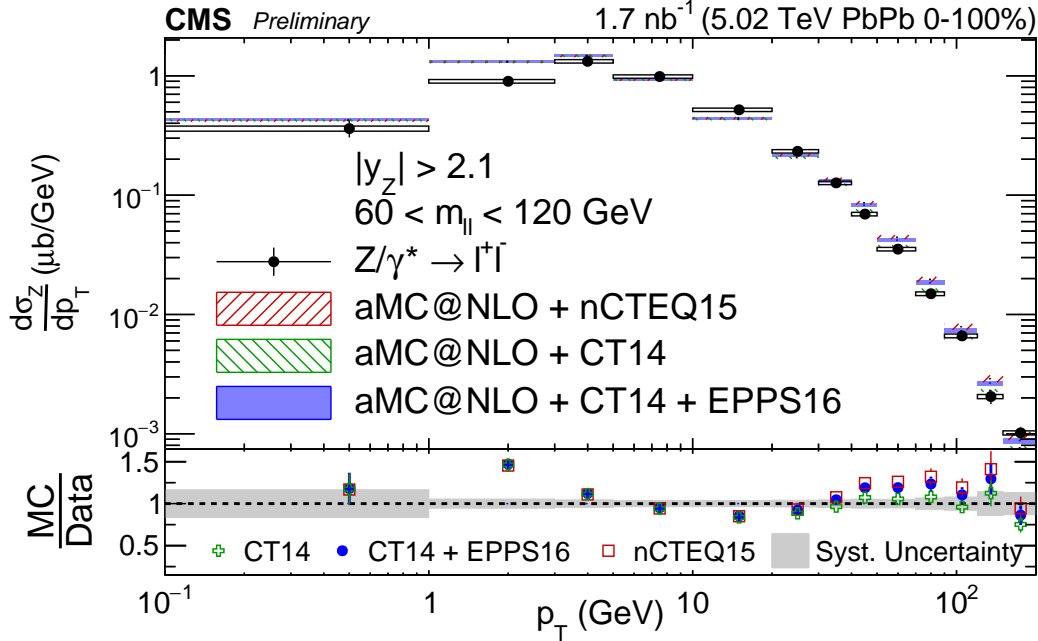 CMS Preliminary 1.7 nb⁻¹ (5.02 TeV PbPb 0-100%)
dσ_Z/dp_T (μb/GeV)
1
10⁻¹
10⁻²
10⁻³
|y_Z| > 2.1
60 < m_ll < 120 GeV
Z/γ* → l⁺l⁻
aMC@NLO + nCTEQ15
aMC@NLO + CT14
aMC@NLO + CT14 + EPPS16
MC/Data
1.5
1
0.5
CT14 CT14 + EPPS16 nCTEQ15 Syst. Uncertainty
10⁻¹ 1 10 10²
p_T (GeV)